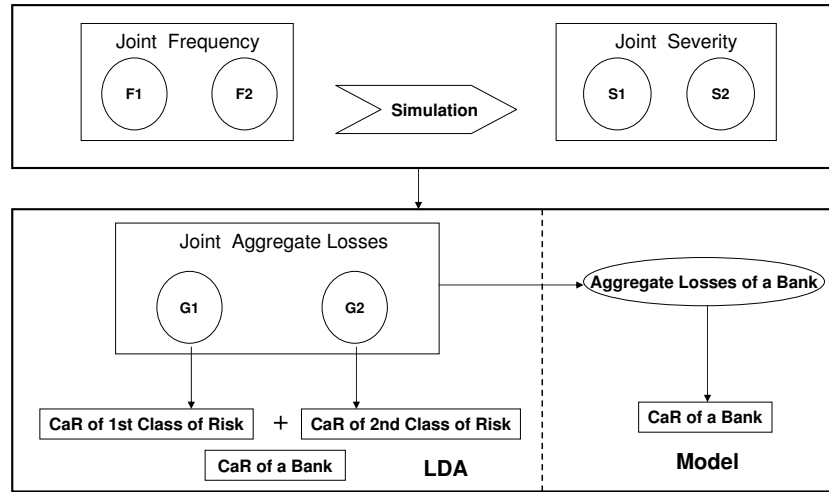 Joint Frequency
Joint Severity
F1
F2
Simulation
S1
S2
Joint Aggregate Losses
G1
G2
Aggregate Losses of a Bank
CaR of 1st Class of Risk
+
CaR of 2nd Class of Risk
CaR of a Bank
CaR of a Bank
LDA
Model